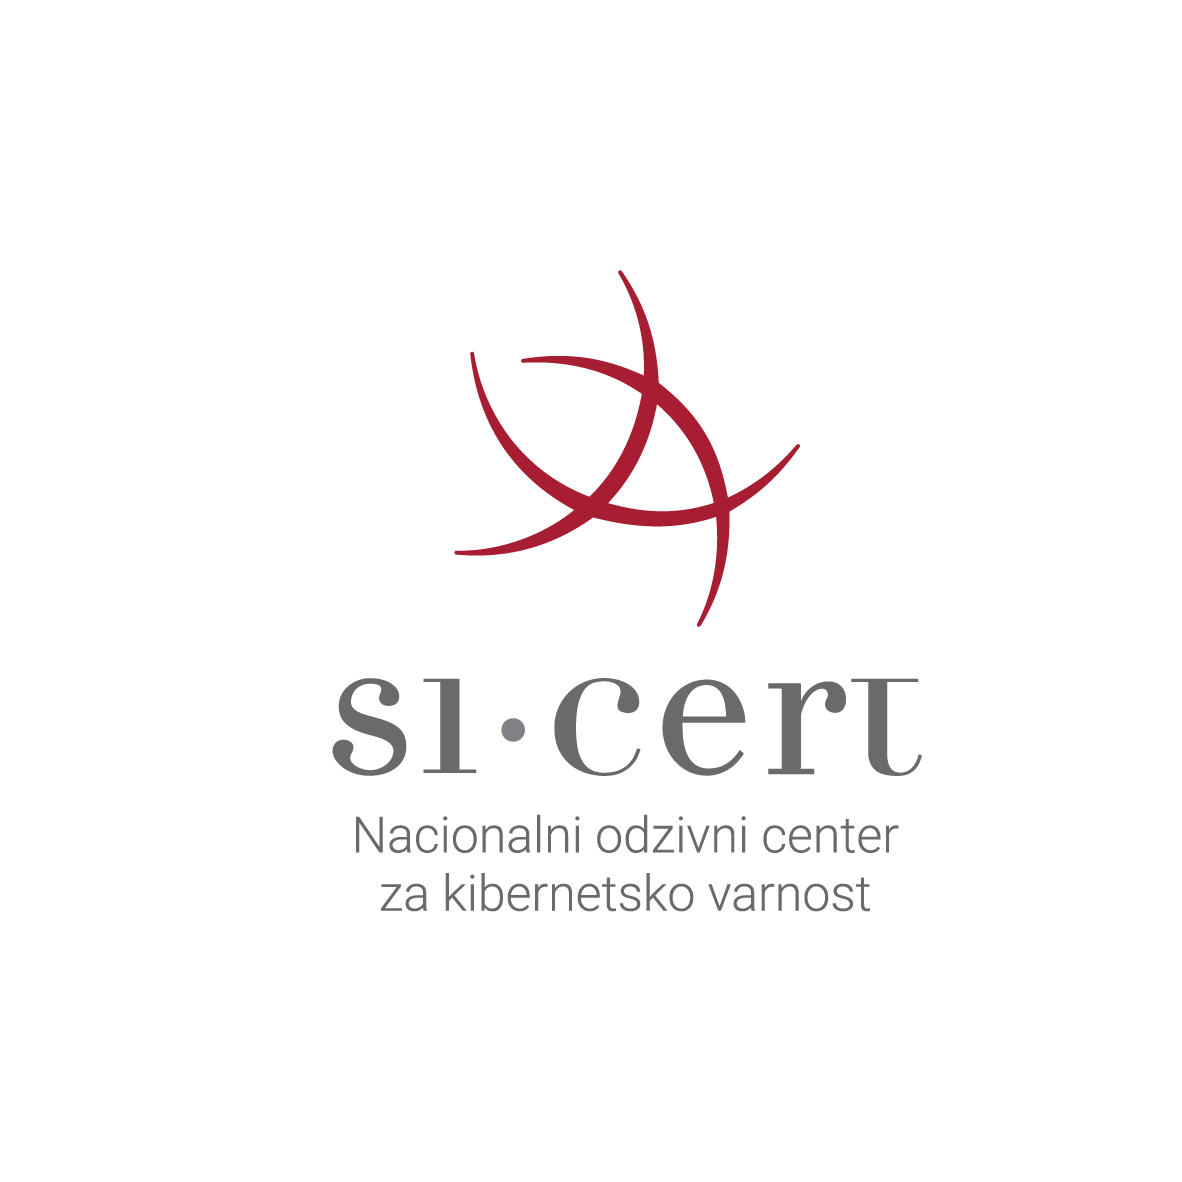 si·cert
Nacionalni odzivni center
za kibernetsko varnost